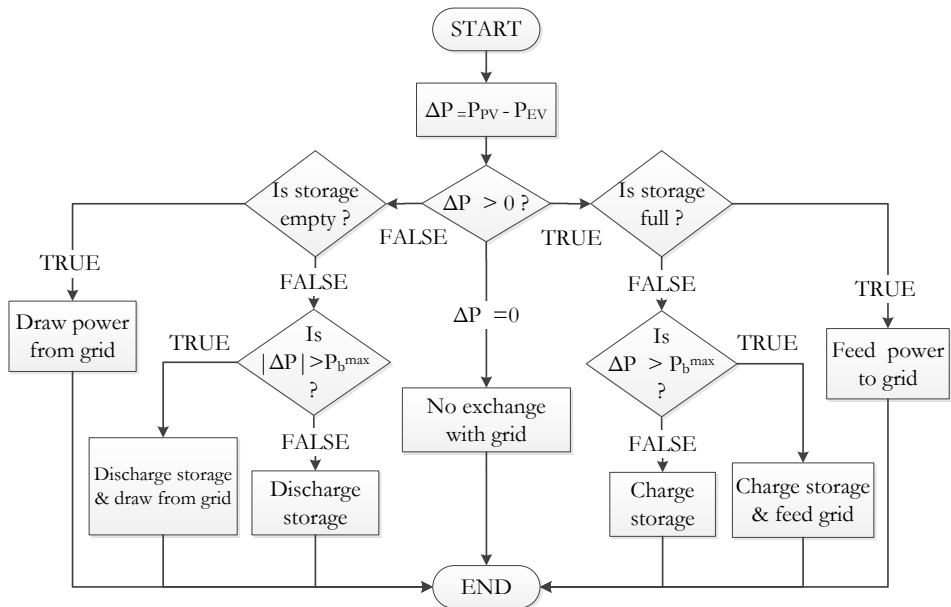 START
ΔP =P_PV - P_EV
Is storage
empty ?
ΔP > 0 ?
Is storage
full ?
FALSE
TRUE
TRUE
FALSE
FALSE
TRUE
Draw power
from grid
TRUE
Is
|ΔP|>P_b^max
?
ΔP =0
Is
ΔP > P_b^max
?
TRUE
Feed power
to grid
No exchange
with grid
FALSE
FALSE
Discharge storage
& draw from grid
Discharge
storage
Charge
storage
Charge storage
& feed grid
END